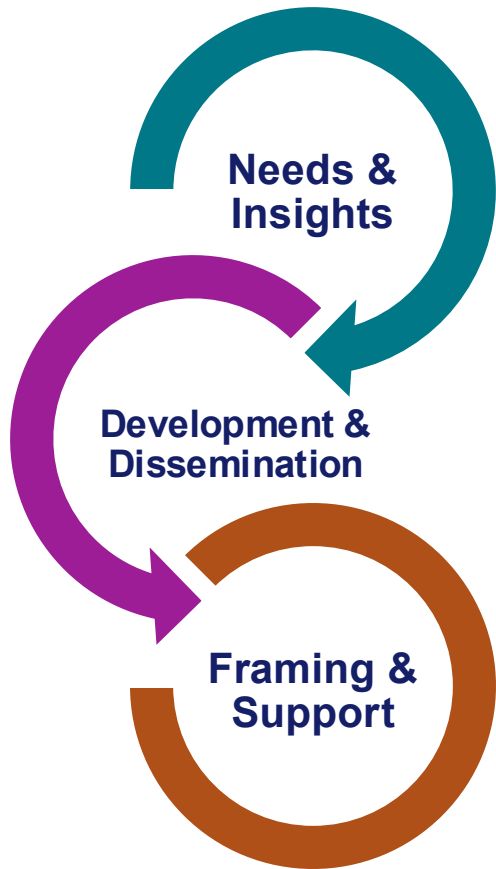 Needs &
Insights
Development &
Dissemination
Framing &
Support